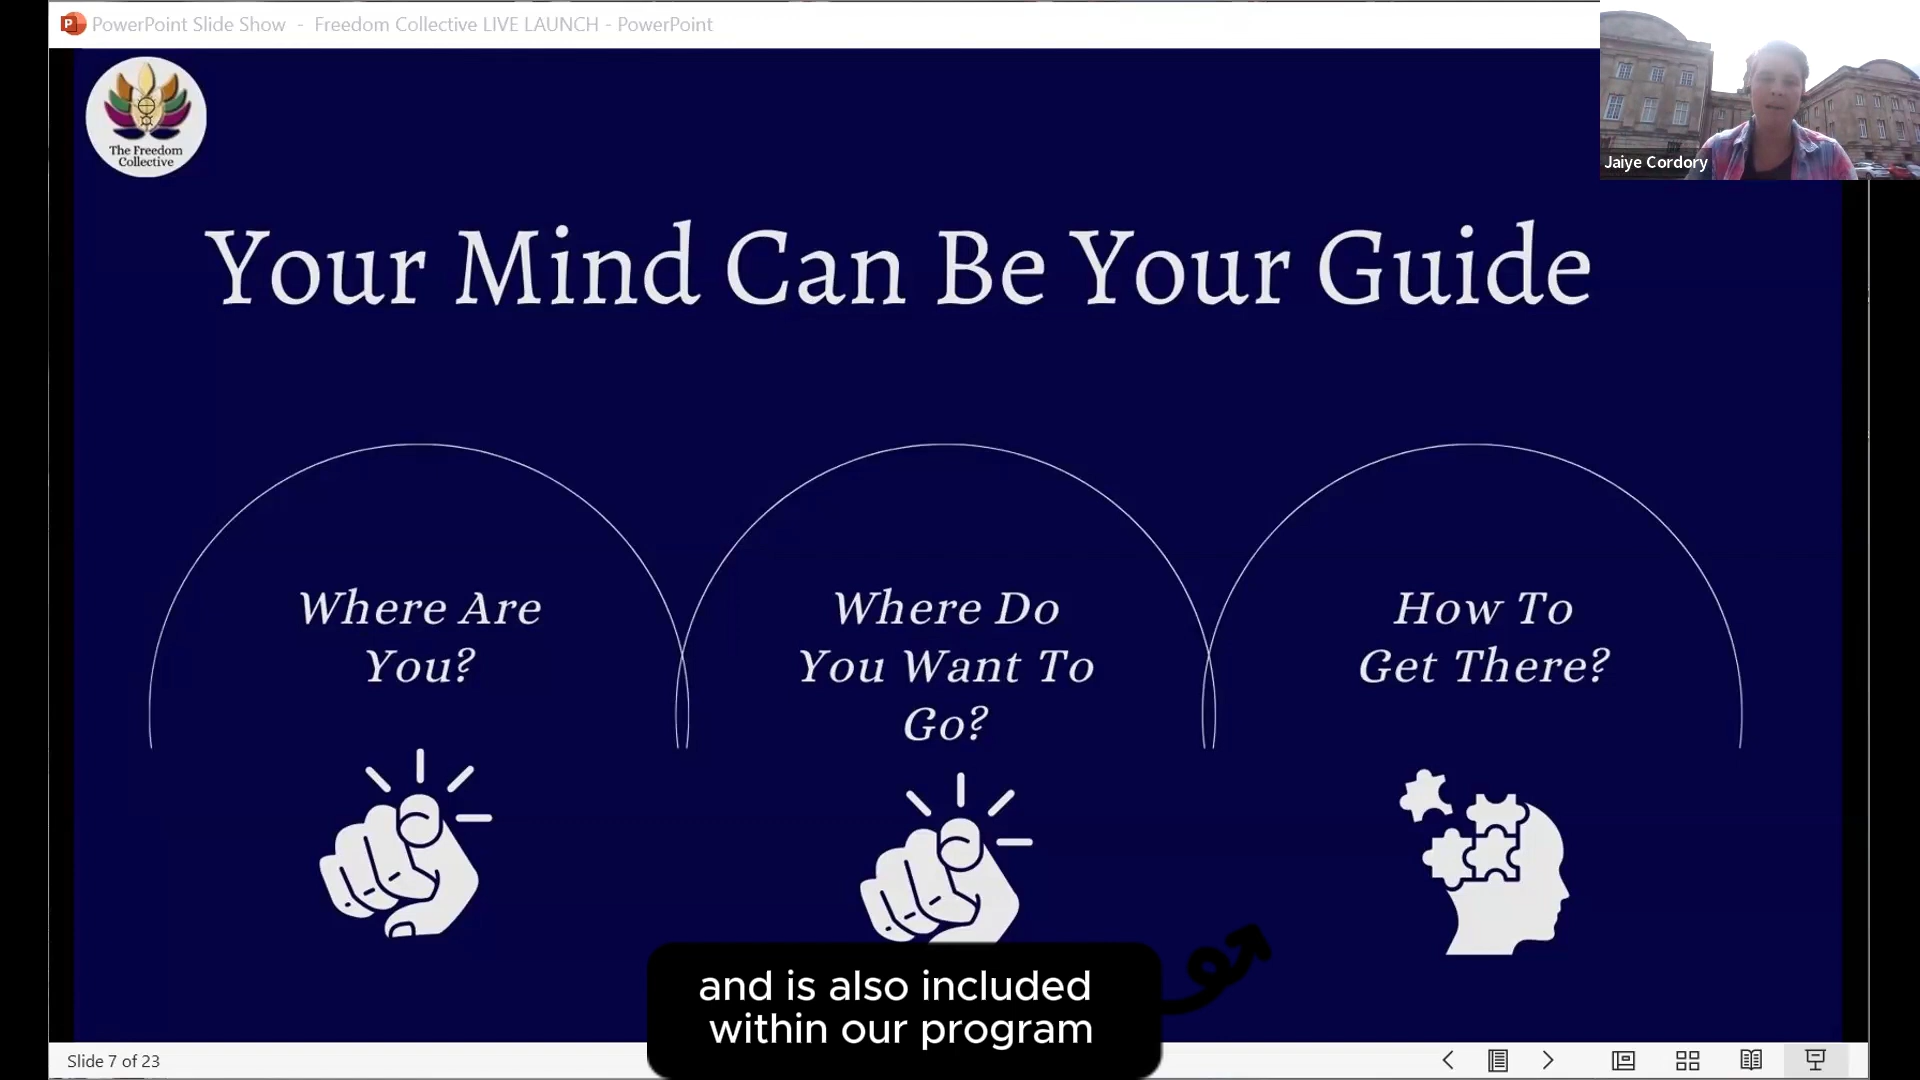 PowerPoint Slide Show - Freedom Collective LIVE LAUNCH - PowerPoint
The Freedom
Collective
Jaiye Cordory
Your Mind Can Be Your Guide
Where Are
You?
Where Do
You Want To
Go?
How To
Get There?
and is also included
within our program
Slide 7 of 23